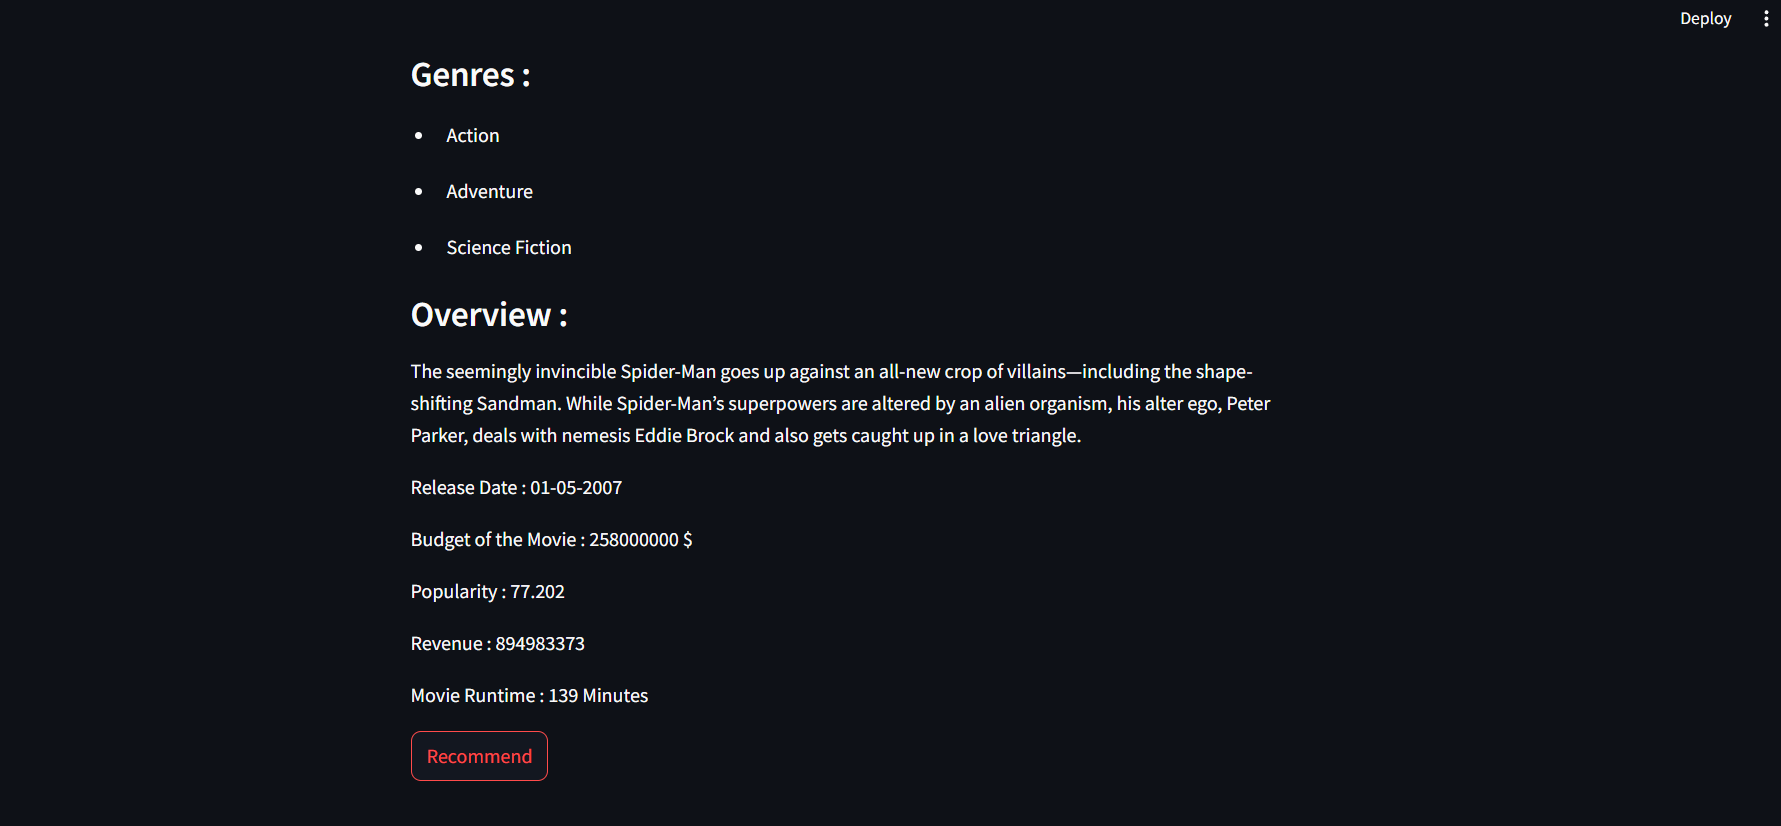 Deploy
Genres :
Action
Adventure
Science Fiction
Overview :
The seemingly invincible Spider-Man goes up against an all-new crop of villains—including the shape-
shifting Sandman. While Spider-Man’s superpowers are altered by an alien organism, his alter ego, Peter
Parker, deals with nemesis Eddie Brock and also gets caught up in a love triangle.
Release Date : 01-05-2007
Budget of the Movie : 258000000 $
Popularity : 77.202
Revenue : 894983373
Movie Runtime : 139 Minutes
Recommend